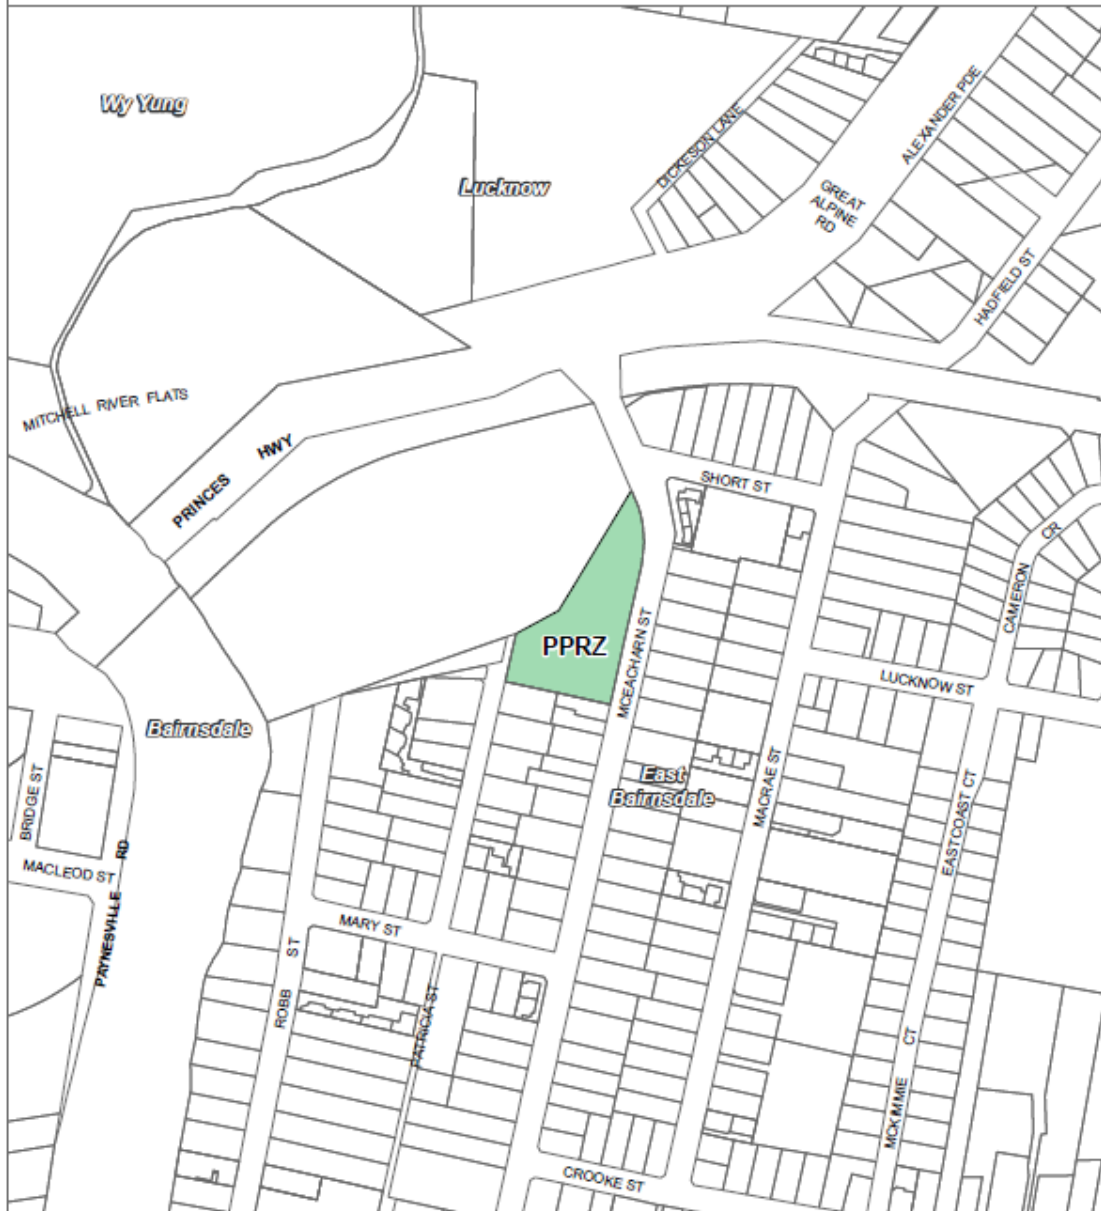 Wy Yung
Lucknow
DICKESON LANE
ALEXANDER PDE
GREAT
ALPINE
RD
HADFIELD ST
MITCHELL RIVER FLATS
PRINCES HWY
SHORT ST
CAMERON CR
PPRZ
MCEACHARN ST
LUCKNOW ST
Bairnsdale
East
Bairnsdale
MACRAE ST
EASTCOAST CT
BRIDGE ST
MACLEOD ST
PAYNESVILLE RD
MARY ST
ROBB ST
PATRICIA ST
MCKIMMIE CT
CROOKE ST